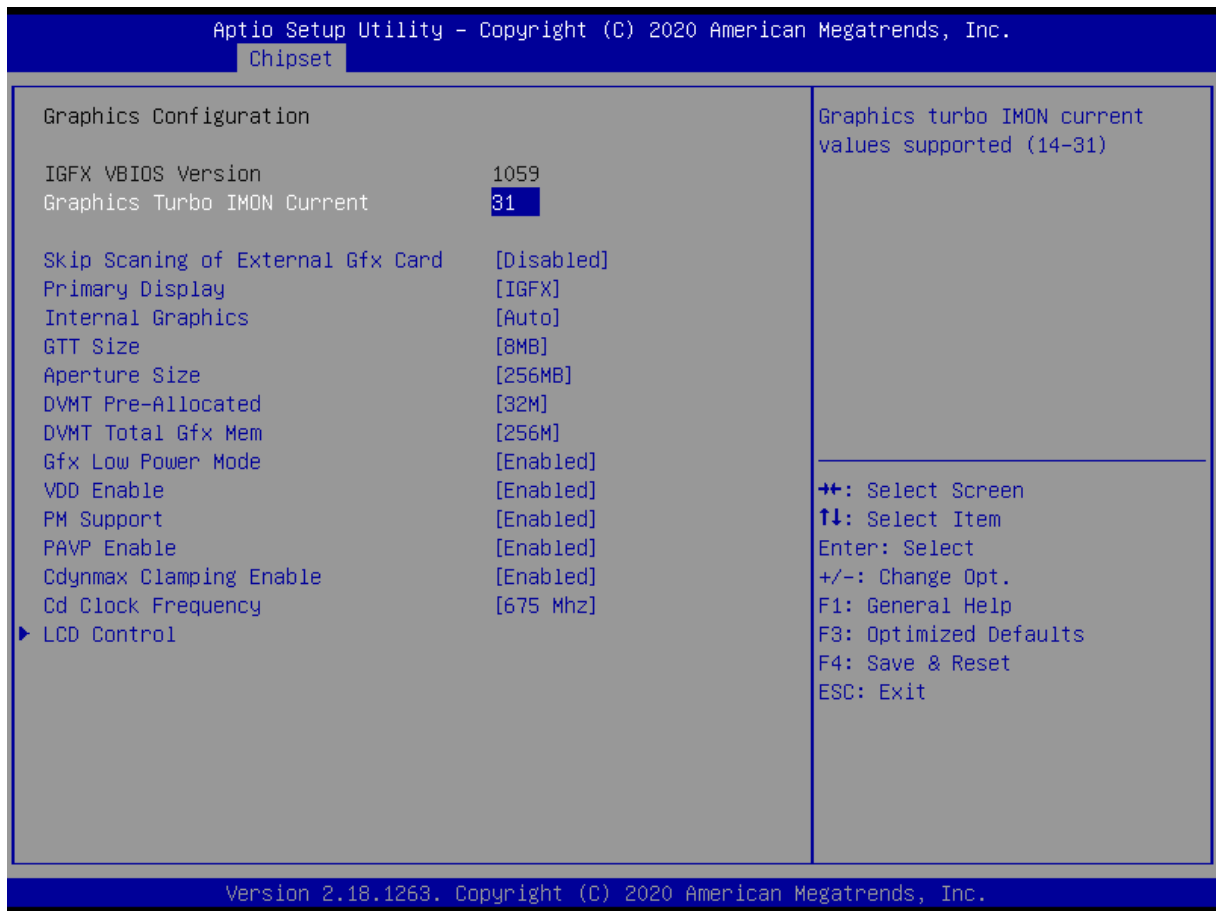 Aptio Setup Utility – Copyright (C) 2020 American Megatrends, Inc.
Chipset
Graphics Configuration
IGFX VBIOS Version 1059
Graphics Turbo IMON Current 31
Skip Scaning of External Gfx Card [Disabled]
Primary Display [IGFX]
Internal Graphics [Auto]
GTT Size [8MB]
Aperture Size [256MB]
DVMT Pre-Allocated [32M]
DVMT Total Gfx Mem [256M]
Gfx Low Power Mode [Enabled]
VDD Enable [Enabled]
PM Support [Enabled]
PAVP Enable [Enabled]
Cdynmax Clamping Enable [Enabled]
Cd Clock Frequency [675 Mhz]
LCD Control
Graphics turbo IMON current
values supported (14-31)
→←: Select Screen
↑↓: Select Item
Enter: Select
+/-: Change Opt.
F1: General Help
F3: Optimized Defaults
F4: Save & Reset
ESC: Exit
Version 2.18.1263. Copyright (C) 2020 American Megatrends, Inc.